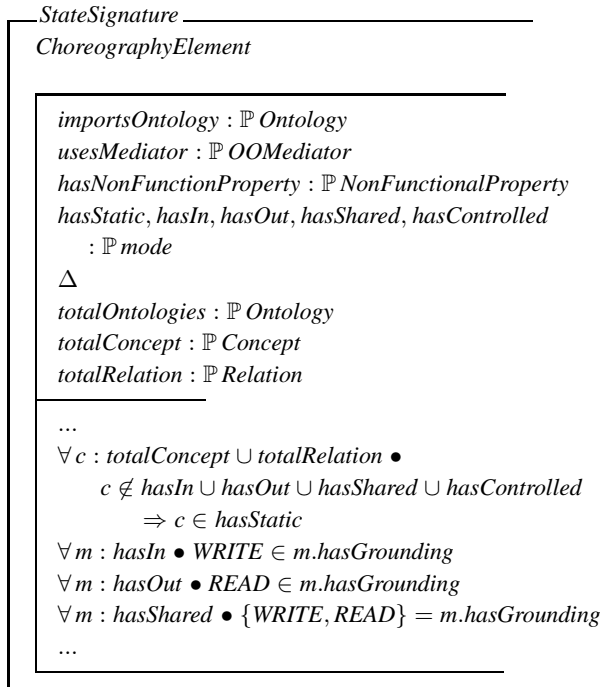 StateSignature
ChoreographyElement
importsOntology : ℙ Ontology
usesMediator : ℙ OOMediator
hasNonFunctionProperty : ℙ NonFunctionalProperty
hasStatic, hasIn, hasOut, hasShared, hasControlled
: ℙ mode
Δ
totalOntologies : ℙ Ontology
totalConcept : ℙ Concept
totalRelation : ℙ Relation
...
∀ c : totalConcept ∪ totalRelation •
c ∉ hasIn ∪ hasOut ∪ hasShared ∪ hasControlled
⇒ c ∈ hasStatic
∀ m : hasIn • WRITE ∈ m.hasGrounding
∀ m : hasOut • READ ∈ m.hasGrounding
∀ m : hasShared • {WRITE, READ} = m.hasGrounding
...